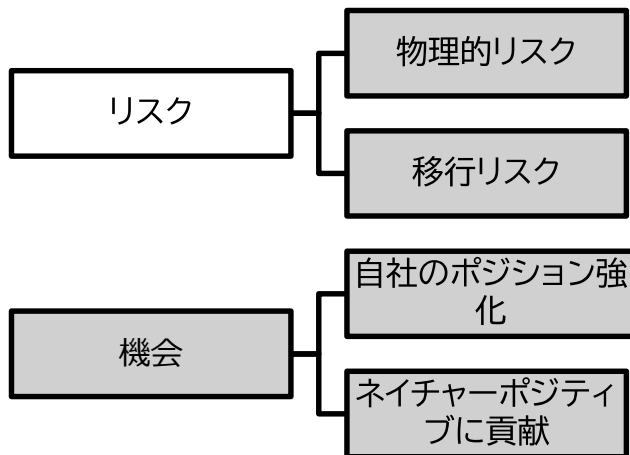 リスク
物理的リスク
移行リスク
機会
自社のポジション強
化
ネイチャーポジティ
ブに貢献